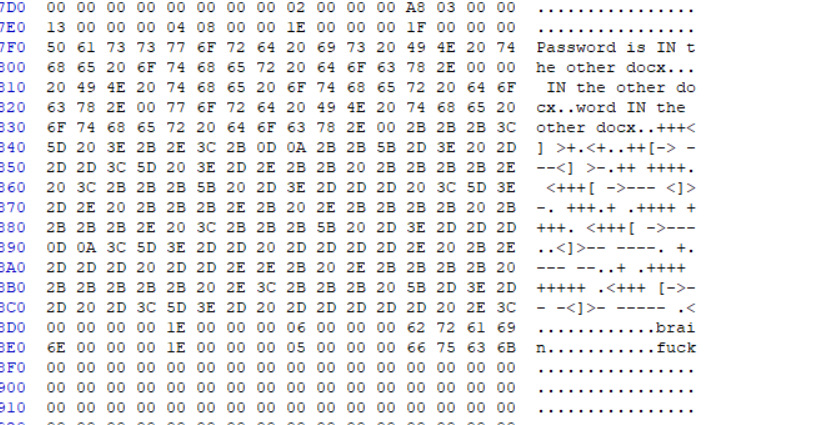 7D0 00 00 00 00 00 00 00 00 02 00 00 00 A8 03 00 00 ................
7E0 13 00 00 00 04 08 00 00 1E 00 00 00 1F 00 00 00 ................
7F0 50 61 73 73 77 6F 72 64 20 69 73 20 49 4E 20 74 Password is IN t
800 68 65 20 6F 74 68 65 72 20 64 6F 63 78 2E 00 00 he other docx...
810 20 49 4E 20 74 68 65 20 6F 74 68 65 72 20 64 6F  IN the other do
820 63 78 2E 00 77 6F 72 64 20 49 4E 20 74 68 65 20 cx..word IN the
830 6F 74 68 65 72 20 64 6F 63 78 2E 00 2B 2B 2B 3C other docx..+++<
840 5D 20 3E 2B 2E 3C 2B 0D 0A 2B 2B 5B 2D 3E 20 2D ] >+.<+..++[-> -
850 2D 2D 3C 5D 20 3E 2D 2E 2B 2B 20 2B 2B 2B 2B 2E --<] >-.++ ++++.
860 20 3C 2B 2B 2B 5B 20 2D 3E 2D 2D 2D 20 3C 5D 3E  <+++[ ->--- <]>
870 2D 2E 20 2B 2B 2B 2E 2B 20 2E 2B 2B 2B 2B 20 2B -. +++.+ .++++ +
880 2B 2B 2B 2E 20 3C 2B 2B 2B 5B 20 2D 3E 2D 2D 2D +++. <+++[ ->---
890 0D 0A 3C 5D 3E 2D 2D 20 2D 2D 2D 2D 2E 20 2B 2E ..<]>-- ----. +.
8A0 2D 2D 2D 20 2D 2D 2E 2E 2B 20 2E 2B 2B 2B 2B 20 --- --..+ .++++
8B0 2B 2B 2B 2B 2B 20 2E 3C 2B 2B 2B 20 5B 2D 3E 2D +++++ .<+++ [->-
8C0 2D 20 2D 3C 5D 3E 2D 20 2D 2D 2D 2D 2D 20 2E 3C - -<]>- ----- .<
8D0 00 00 00 00 1E 00 00 00 06 00 00 00 62 72 61 69 ............brai
8E0 6E 00 00 00 1E 00 00 00 05 00 00 00 66 75 63 6B n...........fuck
8F0 00 00 00 00 00 00 00 00 00 00 00 00 00 00 00 00 ................
900 00 00 00 00 00 00 00 00 00 00 00 00 00 00 00 00 ................
910 00 00 00 00 00 00 00 00 00 00 00 00 00 00 00 00 ................